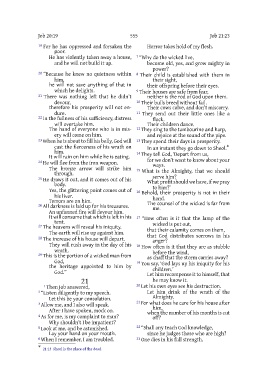 Job 20:19
555
Job 21:23
19 For he has oppressed and forsaken the
poor.
He has violently taken away a house,
and he will not build it up.
20 "Because he knew no quietness within
him,
he will not save anything of that in
which he delights.
21 There was nothing left that he didn't
devour,
therefore his prosperity will not en-
dure.
22 In the fullness of his sufficiency, distress
will overtake him.
The hand of everyone who is in mis-
ery will come on him.
23 When he is about to fill his belly, God will
cast the fierceness of his wrath on
him.
It will rain on him while he is eating.
24 He will flee from the iron weapon.
The bronze arrow will strike him
through.
25 He draws it out, and it comes out of his
body.
Yes, the glittering point comes out of
his liver.
Terrors are on him.
26 All darkness is laid up for his treasures.
An unfanned fire will devour him.
It will consume that which is left in his
tent.
27 The heavens will reveal his iniquity.
The earth will rise up against him.
28 The increase of his house will depart.
They will rush away in the day of his
wrath.
29 This is the portion of a wicked man from
God,
the heritage appointed to him by
God."
21
1 Then Job answered,
2 "Listen diligently to my speech.
Let this be your consolation.
3 Allow me, and I also will speak.
After I have spoken, mock on.
4 As for me, is my complaint to man?
Why shouldn't I be impatient?
5 Look at me, and be astonished.
Lay your hand on your mouth.
6 When I remember, I am troubled.
Horror takes hold of my flesh.
7 "Why do the wicked live,
become old, yes, and grow mighty in
power?
8 Their child is established with them in
their sight,
their offspring before their eyes.
9 Their houses are safe from fear,
neither is the rod of God upon them.
10 Their bulls breed without fail.
Their cows calve, and don't miscarry.
11 They send out their little ones like a
flock.
Their children dance.
12 They sing to the tambourine and harp,
and rejoice at the sound of the pipe.
13 They spend their days in prosperity.
In an instant they go down to Sheol.
14 They tell God, 'Depart from us,
for we don't want to know about your
ways.
15 What is the Almighty, that we should
serve him?
What profit should we have, if we pray
to him?'
16 Behold, their prosperity is not in their
hand.
The counsel of the wicked is far from
me.
17 "How often is it that the lamp of the
wicked is put out,
that their calamity comes on them,
that God distributes sorrows in his
anger?
18 How often is it that they are as stubble
before the wind,
as chaff that the storm carries away?
19 You say, 'God lays up his iniquity for his
children.'
Let him recompense it to himself, that
he may know it.
20 Let his own eyes see his destruction.
Let him drink of the wrath of the
Almighty.
21 For what does he care for his house after
him,
when the number of his months is cut
off?
22 "Shall any teach God knowledge,
since he judges those who are high?
23 One dies in his full strength,
21:13 Sheol is the place of the dead.